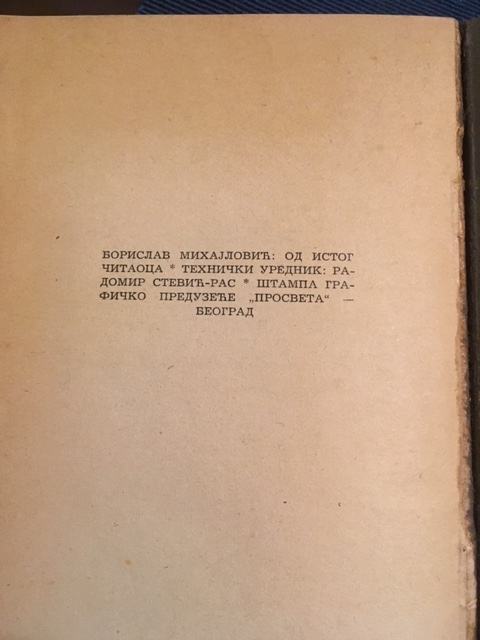 БОРИСЛАВ МИХАЈЛОВИЋ: ОД ИСТОГ
ЧИТАОЦА * ТЕХНИЧКИ УРЕДНИК: РА-
ДОМИР СТЕВИЋ-РАС * ШТАМПА ГРА-
ФИЧКО ПРЕДУЗЕЋЕ „ПРОСВЕТА“ —
БЕОГРАД